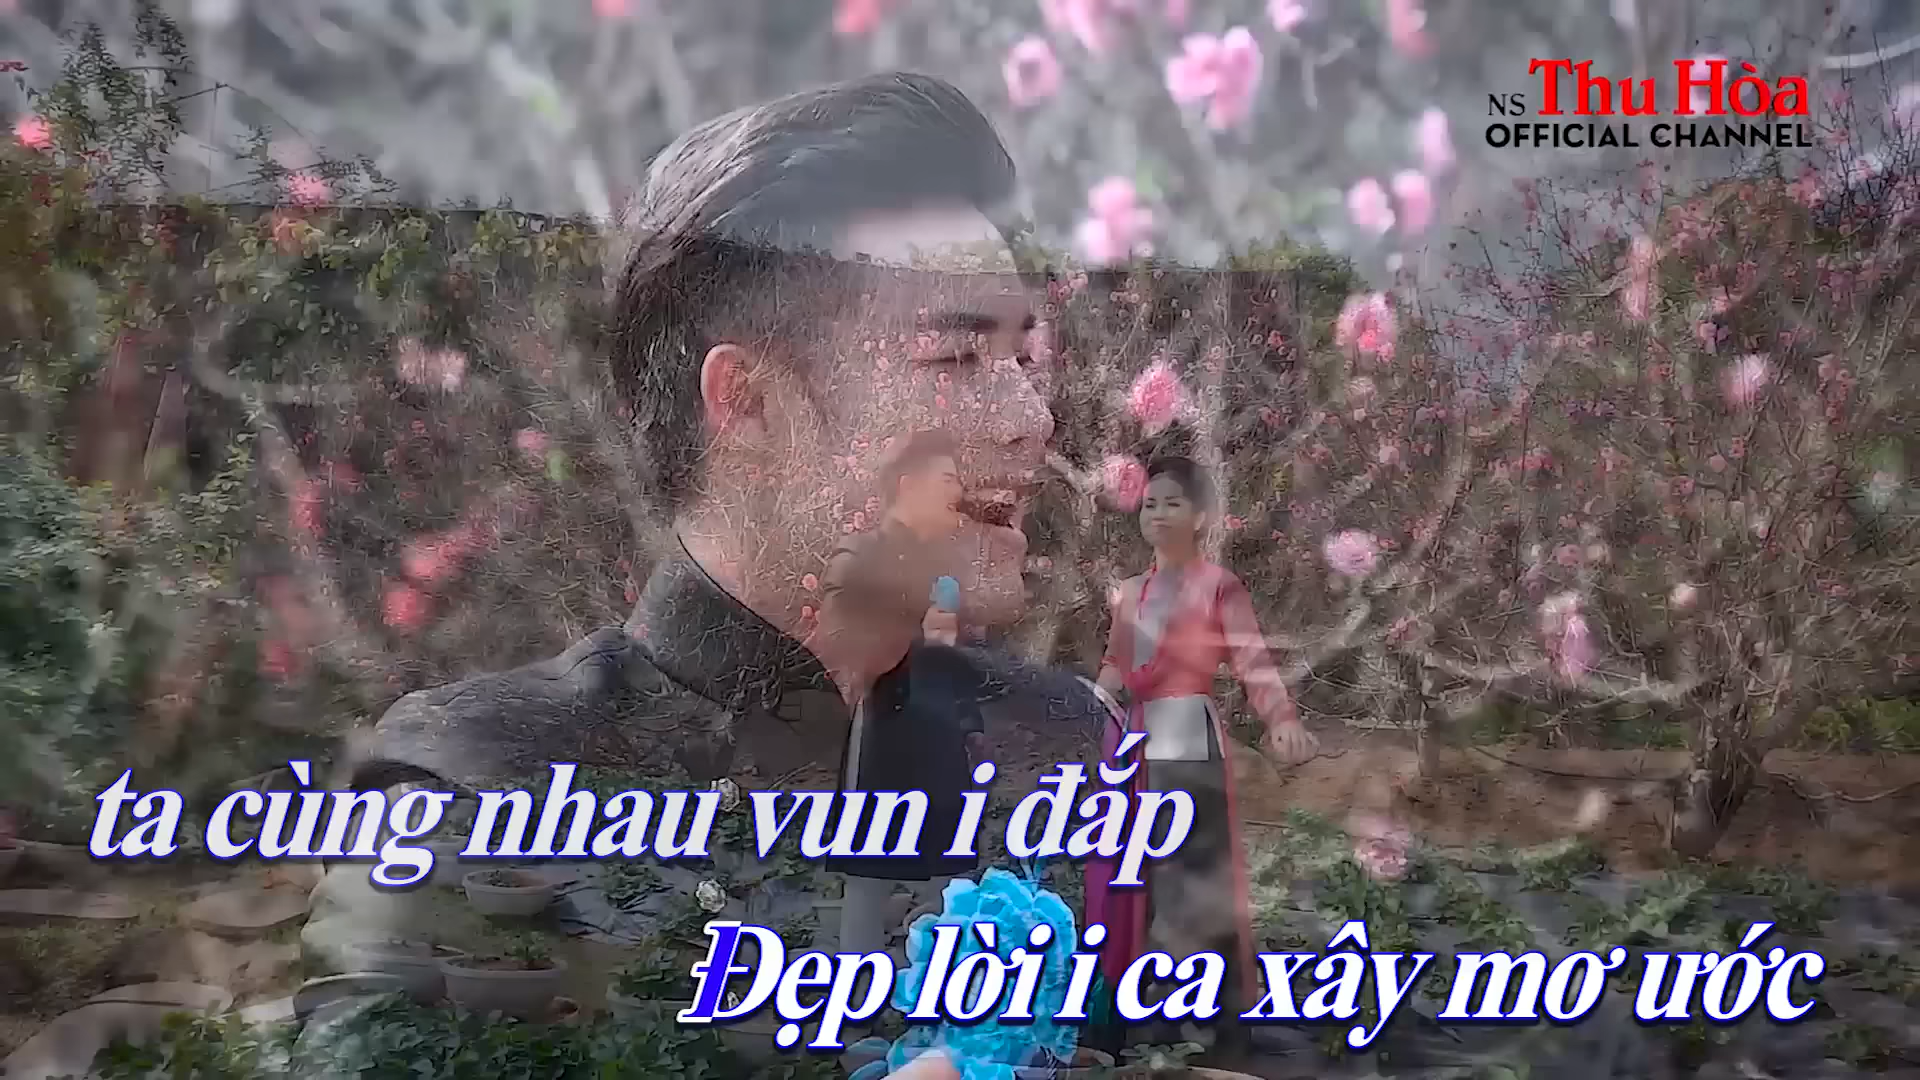 NS Thu Hòa
OFFICIAL CHANNEL
ta cùng nhau vun i đắp
Đẹp lời i ca xây mơ ước